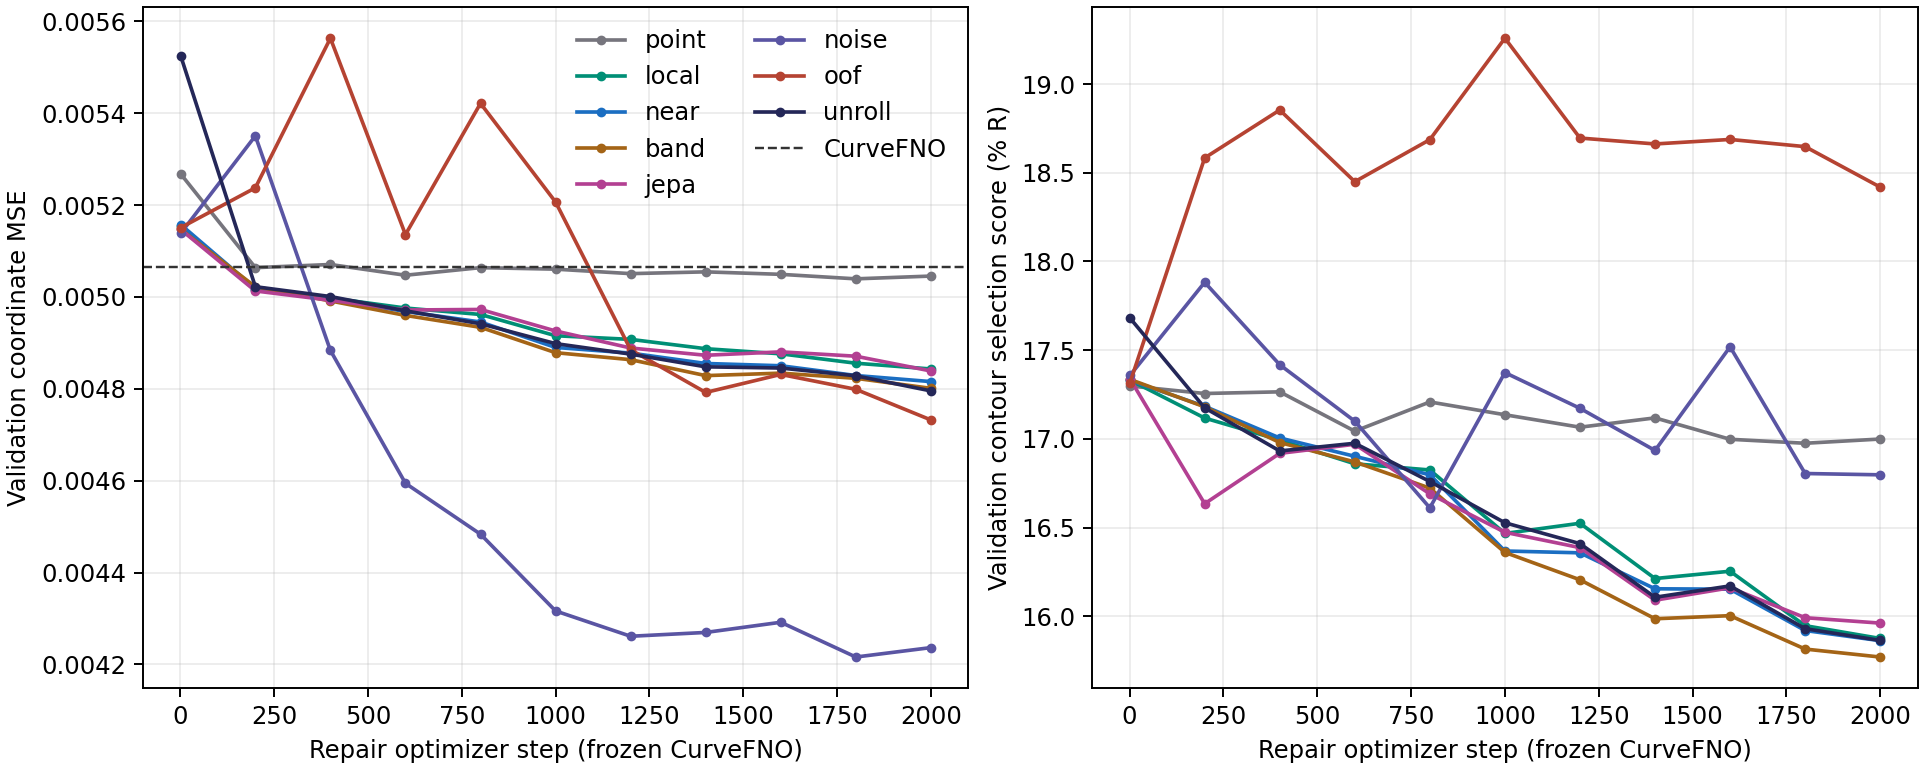 Validation coordinate MSE
0.0056
0.0054
0.0052
0.0050
0.0048
0.0046
0.0044
0.0042
point
local
near
band
jepa
noise
oof
unroll
CurveFNO
0 250 500 750 1000 1250 1500 1750 2000
Repair optimizer step (frozen CurveFNO)
Validation contour selection score (% R)
19.0
18.5
18.0
17.5
17.0
16.5
16.0
0 250 500 750 1000 1250 1500 1750 2000
Repair optimizer step (frozen CurveFNO)